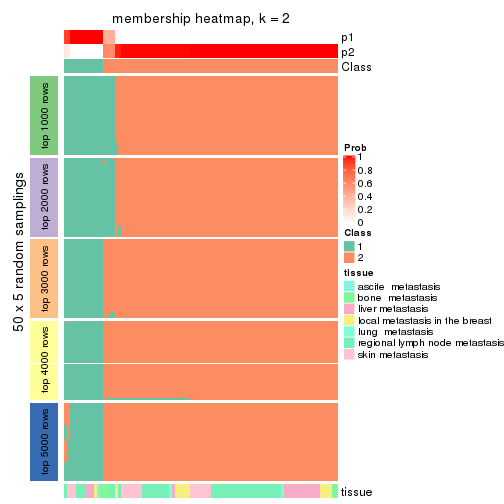 membership heatmap, k = 2
p1
p2
Class
50 x 5 random samplings
top 1000 rows
top 2000 rows
top 3000 rows
top 4000 rows
top 5000 rows
Prob
1
0.8
0.6
0.4
0.2
0
Class
1
2
tissue
ascite metastasis
bone metastasis
liver metastasis
local metastasis in the breast
lung metastasis
regional lymph node metastasis
skin metastasis
tissue